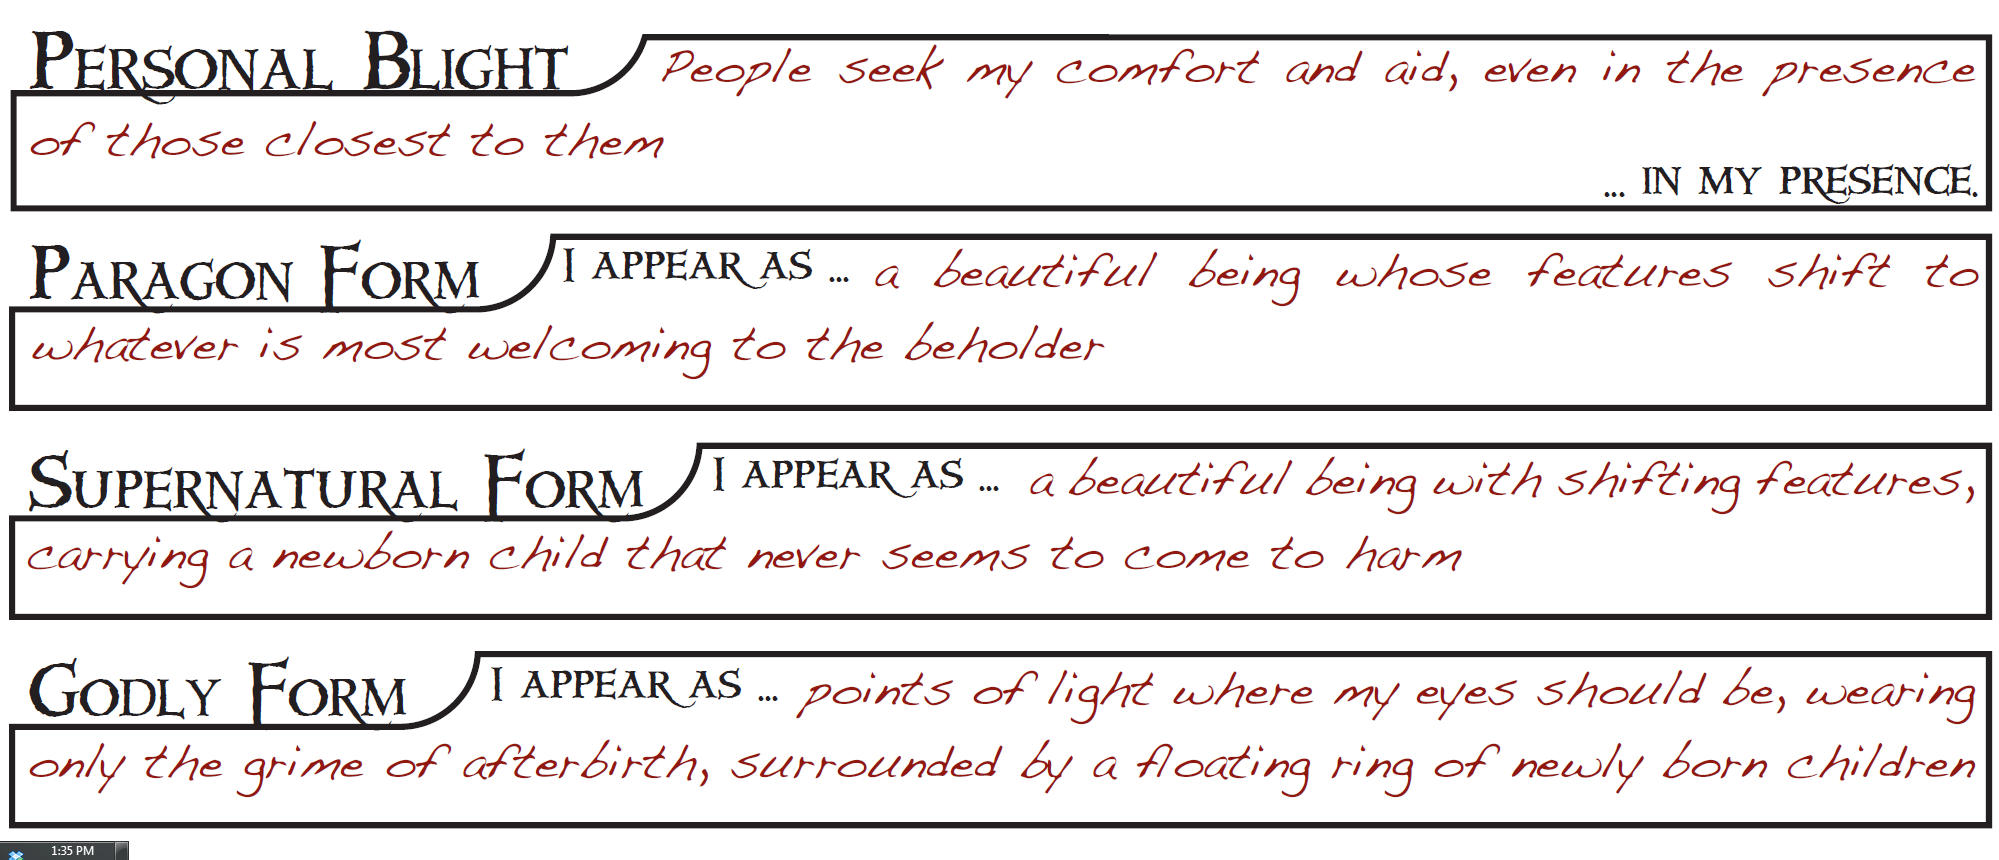 Personal Blight People seek my comfort and aid, even in the presence
of those closest to them
... in my presence.
Paragon Form I appear as ... a beautiful being whose features shift to
whatever is most welcoming to the beholder
Supernatural Form I appear as ... a beautiful being with shifting features,
carrying a newborn child that never seems to come to harm
Godly Form I appear as ... points of light where my eyes should be, wearing
only the grime of afterbirth, surrounded by a floating ring of newly born children
1:35 PM